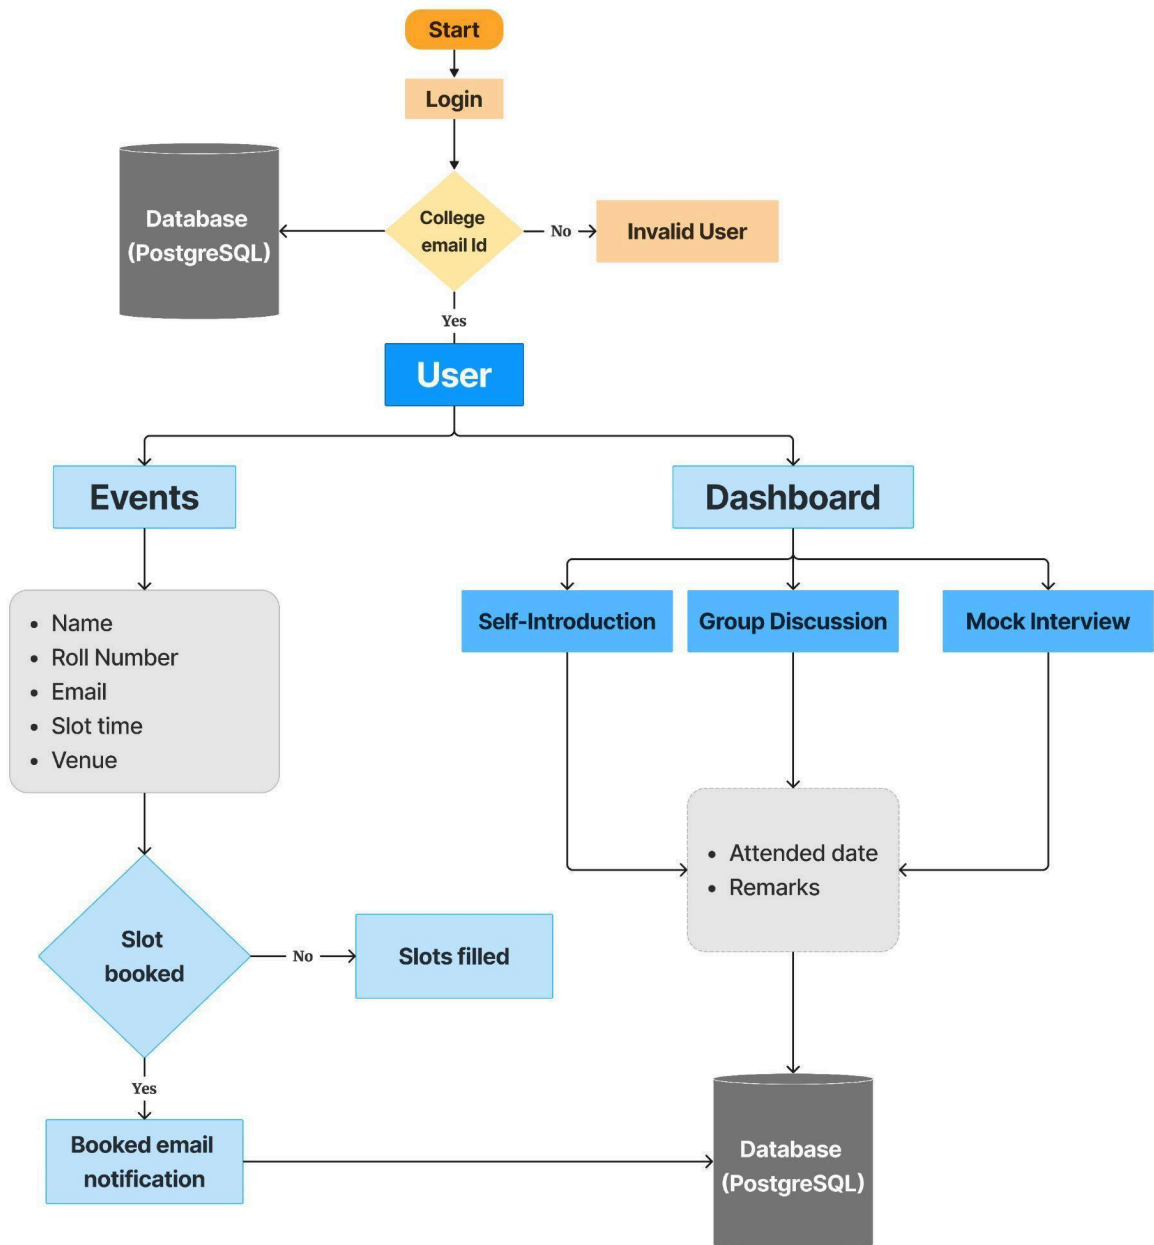 Start
Login
Database
(PostgreSQL)
College
email Id
No
Invalid User
Yes
User
Events
Dashboard
• Name
• Roll Number
• Email
• Slot time
• Venue
Self-Introduction
Group Discussion
Mock Interview
• Attended date
• Remarks
Slot
booked
No
Slots filled
Yes
Booked email
notification
Database
(PostgreSQL)